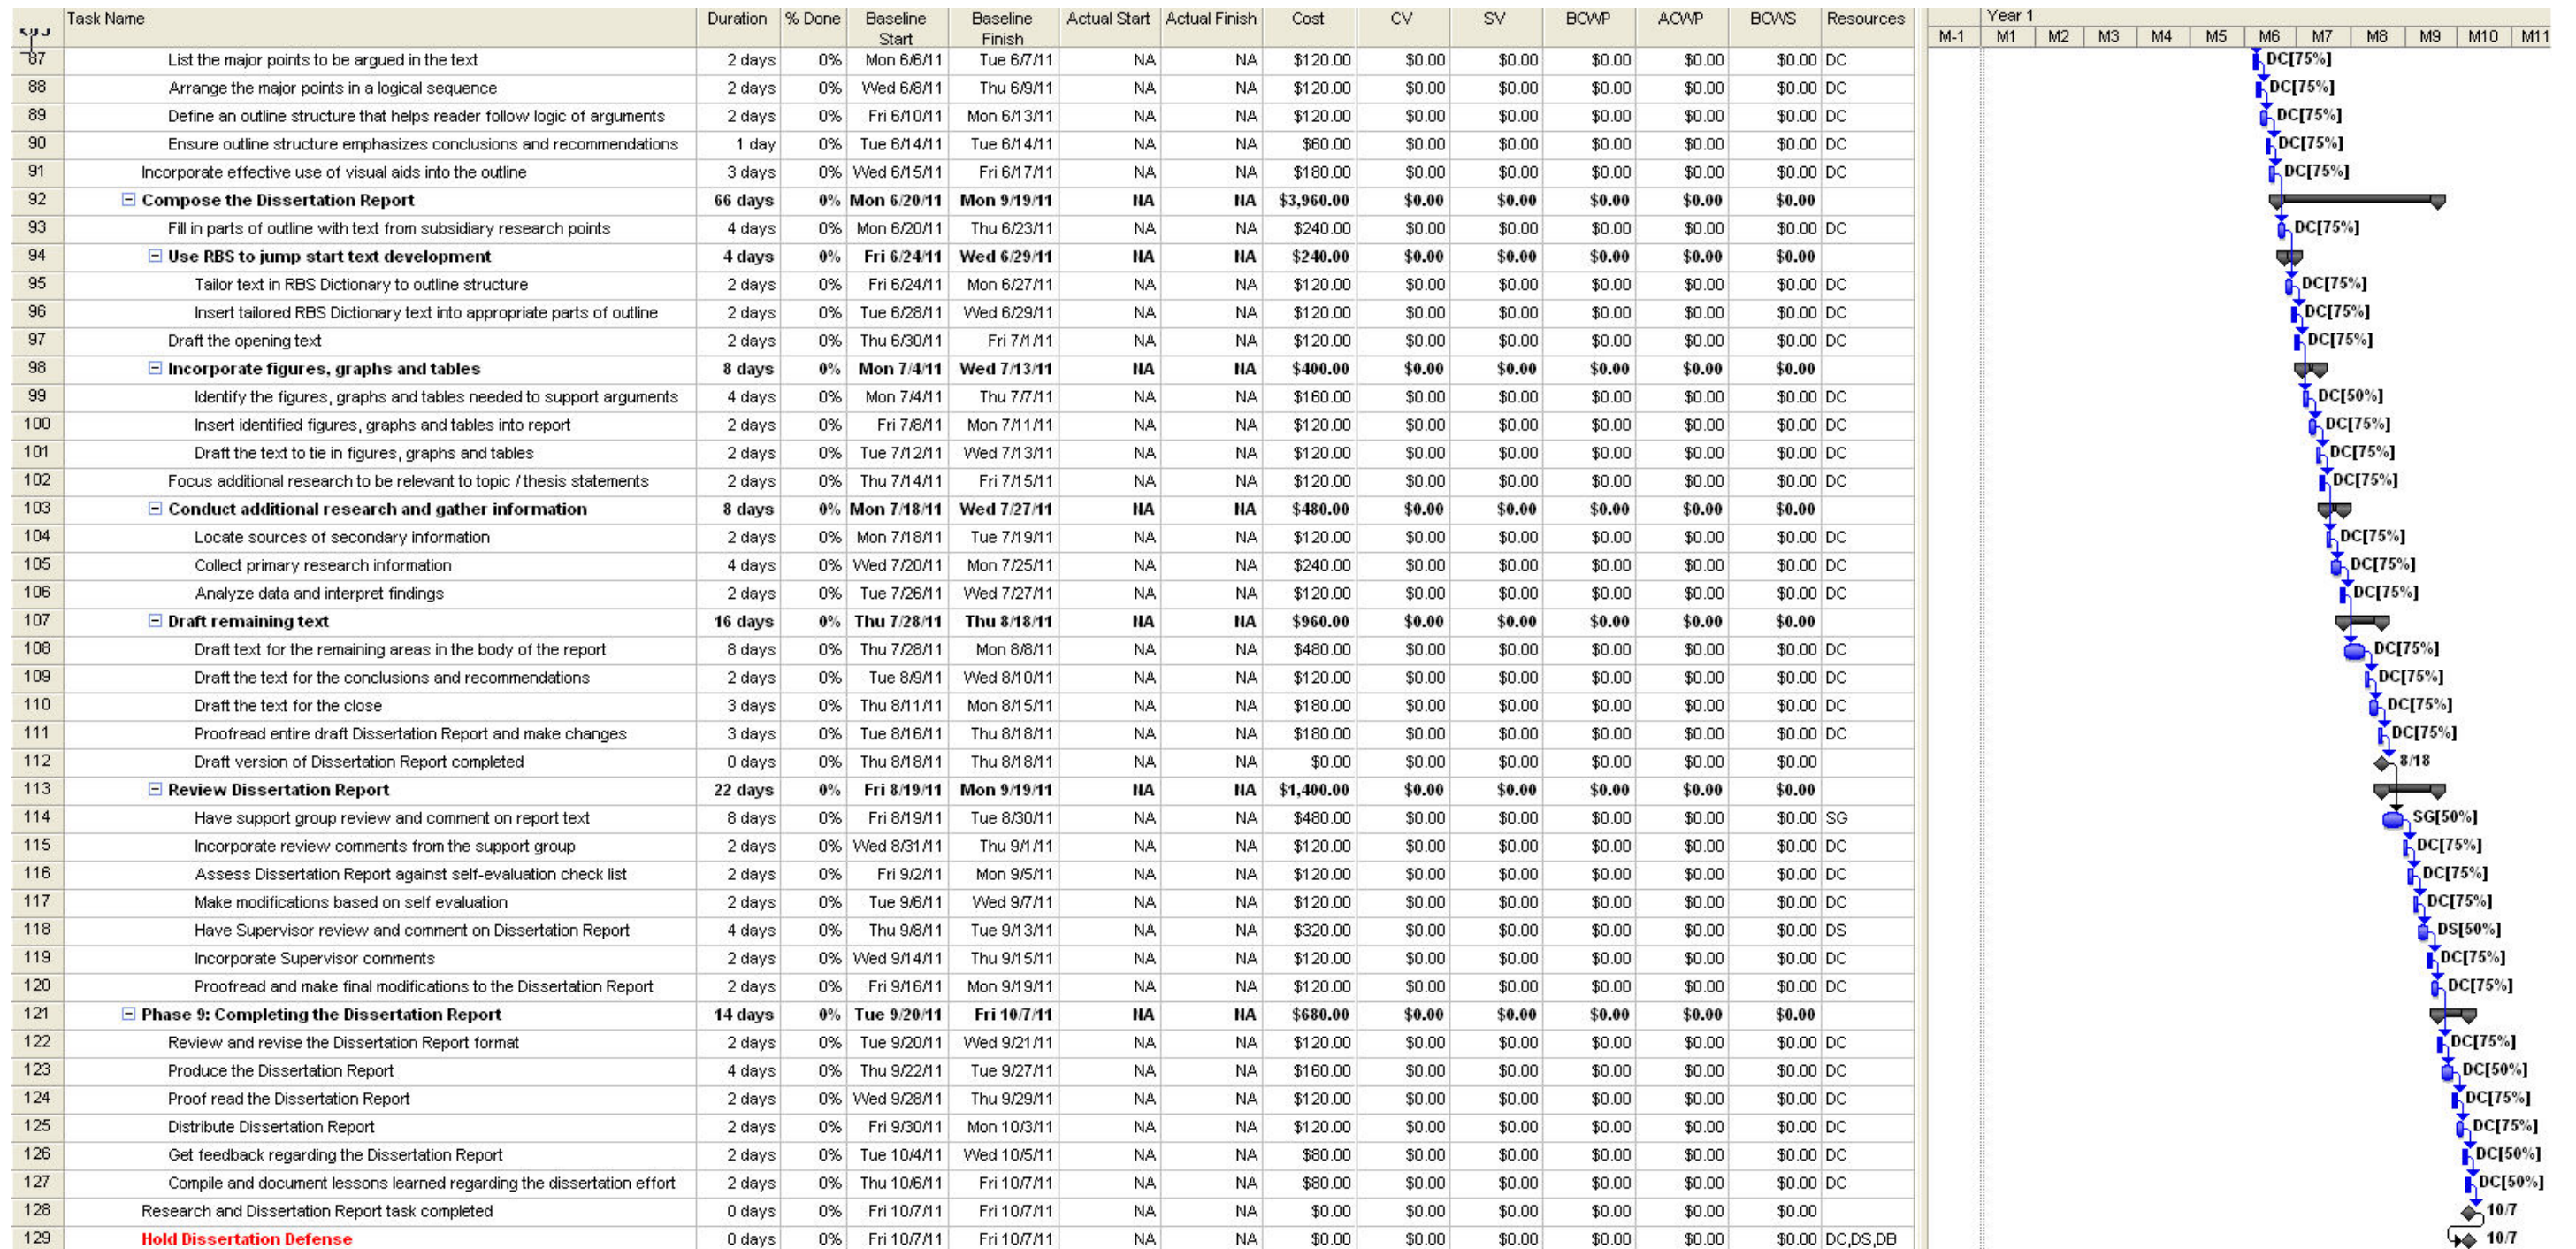 Task Name Duration % Done Baseline Start Baseline Finish Actual Start Actual Finish Cost CV SV BCWP ACWP BCWS Resources Year 1
M-1 M1 M2 M3 M4 M5 M6 M7 M8 M9 M10 M11
87 List the major points to be argued in the text 2 days 0% Mon 6/6/11 Tue 6/7/11 NA NA $120.00 $0.00 $0.00 $0.00 $0.00 $0.00 DC DC[75%]
88 Arrange the major points in a logical sequence 2 days 0% Wed 6/8/11 Thu 6/9/11 NA NA $120.00 $0.00 $0.00 $0.00 $0.00 $0.00 DC DC[75%]
89 Define an outline structure that helps reader follow logic of arguments 2 days 0% Fri 6/10/11 Mon 6/13/11 NA NA $120.00 $0.00 $0.00 $0.00 $0.00 $0.00 DC DC[75%]
90 Ensure outline structure emphasizes conclusions and recommendations 1 day 0% Tue 6/14/11 Tue 6/14/11 NA NA $60.00 $0.00 $0.00 $0.00 $0.00 $0.00 DC DC[75%]
91 Incorporate effective use of visual aids into the outline 3 days 0% Wed 6/15/11 Fri 6/17/11 NA NA $180.00 $0.00 $0.00 $0.00 $0.00 $0.00 DC DC[75%]
92 Compose the Dissertation Report 66 days 0% Mon 6/20/11 Mon 9/19/11 NA NA $3,960.00 $0.00 $0.00 $0.00 $0.00 $0.00
93 Fill in parts of outline with text from subsidiary research points 4 days 0% Mon 6/20/11 Thu 6/23/11 NA NA $240.00 $0.00 $0.00 $0.00 $0.00 $0.00 DC DC[75%]
94 Use RBS to jump start text development 4 days 0% Fri 6/24/11 Wed 6/29/11 NA NA $240.00 $0.00 $0.00 $0.00 $0.00 $0.00
95 Tailor text in RBS Dictionary to outline structure 2 days 0% Fri 6/24/11 Mon 6/27/11 NA NA $120.00 $0.00 $0.00 $0.00 $0.00 $0.00 DC DC[75%]
96 Insert tailored RBS Dictionary text into appropriate parts of outline 2 days 0% Tue 6/28/11 Wed 6/29/11 NA NA $120.00 $0.00 $0.00 $0.00 $0.00 $0.00 DC DC[75%]
97 Draft the opening text 2 days 0% Thu 6/30/11 Fri 7/1/11 NA NA $120.00 $0.00 $0.00 $0.00 $0.00 $0.00 DC DC[75%]
98 Incorporate figures, graphs and tables 8 days 0% Mon 7/4/11 Wed 7/13/11 NA NA $400.00 $0.00 $0.00 $0.00 $0.00 $0.00
99 Identify the figures, graphs and tables needed to support arguments 4 days 0% Mon 7/4/11 Thu 7/7/11 NA NA $160.00 $0.00 $0.00 $0.00 $0.00 $0.00 DC DC[50%]
100 Insert identified figures, graphs and tables into report 2 days 0% Fri 7/8/11 Mon 7/11/11 NA NA $120.00 $0.00 $0.00 $0.00 $0.00 $0.00 DC DC[75%]
101 Draft the text to tie in figures, graphs and tables 2 days 0% Tue 7/12/11 Wed 7/13/11 NA NA $120.00 $0.00 $0.00 $0.00 $0.00 $0.00 DC DC[75%]
102 Focus additional research to be relevant to topic / thesis statements 2 days 0% Thu 7/14/11 Fri 7/15/11 NA NA $120.00 $0.00 $0.00 $0.00 $0.00 $0.00 DC DC[75%]
103 Conduct additional research and gather information 8 days 0% Mon 7/18/11 Wed 7/27/11 NA NA $480.00 $0.00 $0.00 $0.00 $0.00 $0.00
104 Locate sources of secondary information 2 days 0% Mon 7/18/11 Tue 7/19/11 NA NA $120.00 $0.00 $0.00 $0.00 $0.00 $0.00 DC DC[75%]
105 Collect primary research information 4 days 0% Wed 7/20/11 Mon 7/25/11 NA NA $240.00 $0.00 $0.00 $0.00 $0.00 $0.00 DC DC[75%]
106 Analyze data and interpret findings 2 days 0% Tue 7/26/11 Wed 7/27/11 NA NA $120.00 $0.00 $0.00 $0.00 $0.00 $0.00 DC DC[75%]
107 Draft remaining text 16 days 0% Thu 7/28/11 Thu 8/18/11 NA NA $960.00 $0.00 $0.00 $0.00 $0.00 $0.00
108 Draft text for the remaining areas in the body of the report 8 days 0% Thu 7/28/11 Mon 8/8/11 NA NA $480.00 $0.00 $0.00 $0.00 $0.00 $0.00 DC DC[75%]
109 Draft the text for the conclusions and recommendations 2 days 0% Tue 8/9/11 Wed 8/10/11 NA NA $120.00 $0.00 $0.00 $0.00 $0.00 $0.00 DC DC[75%]
110 Draft the text for the close 3 days 0% Thu 8/11/11 Mon 8/15/11 NA NA $180.00 $0.00 $0.00 $0.00 $0.00 $0.00 DC DC[75%]
111 Proofread entire draft Dissertation Report and make changes 3 days 0% Tue 8/16/11 Thu 8/18/11 NA NA $180.00 $0.00 $0.00 $0.00 $0.00 $0.00 DC DC[75%]
112 Draft version of Dissertation Report completed 0 days 0% Thu 8/18/11 Thu 8/18/11 NA NA $0.00 $0.00 $0.00 $0.00 $0.00 $0.00 8/18
113 Review Dissertation Report 22 days 0% Fri 8/19/11 Mon 9/19/11 NA NA $1,400.00 $0.00 $0.00 $0.00 $0.00 $0.00
114 Have support group review and comment on report text 8 days 0% Fri 8/19/11 Tue 8/30/11 NA NA $480.00 $0.00 $0.00 $0.00 $0.00 $0.00 SG SG[50%]
115 Incorporate review comments from the support group 2 days 0% Wed 8/31/11 Thu 9/1/11 NA NA $120.00 $0.00 $0.00 $0.00 $0.00 $0.00 DC DC[75%]
116 Assess Dissertation Report against self-evaluation check list 2 days 0% Fri 9/2/11 Mon 9/5/11 NA NA $120.00 $0.00 $0.00 $0.00 $0.00 $0.00 DC DC[75%]
117 Make modifications based on self evaluation 2 days 0% Tue 9/6/11 Wed 9/7/11 NA NA $120.00 $0.00 $0.00 $0.00 $0.00 $0.00 DC DC[75%]
118 Have Supervisor review and comment on Dissertation Report 4 days 0% Thu 9/8/11 Tue 9/13/11 NA NA $320.00 $0.00 $0.00 $0.00 $0.00 $0.00 DS DS[50%]
119 Incorporate Supervisor comments 2 days 0% Wed 9/14/11 Thu 9/15/11 NA NA $120.00 $0.00 $0.00 $0.00 $0.00 $0.00 DC DC[75%]
120 Proofread and make final modifications to the Dissertation Report 2 days 0% Fri 9/16/11 Mon 9/19/11 NA NA $120.00 $0.00 $0.00 $0.00 $0.00 $0.00 DC DC[75%]
121 Phase 9: Completing the Dissertation Report 14 days 0% Tue 9/20/11 Fri 10/7/11 NA NA $680.00 $0.00 $0.00 $0.00 $0.00 $0.00
122 Review and revise the Dissertation Report format 2 days 0% Tue 9/20/11 Wed 9/21/11 NA NA $120.00 $0.00 $0.00 $0.00 $0.00 $0.00 DC DC[75%]
123 Produce the Dissertation Report 4 days 0% Thu 9/22/11 Tue 9/27/11 NA NA $160.00 $0.00 $0.00 $0.00 $0.00 $0.00 DC DC[50%]
124 Proof read the Dissertation Report 2 days 0% Wed 9/28/11 Thu 9/29/11 NA NA $120.00 $0.00 $0.00 $0.00 $0.00 $0.00 DC DC[75%]
125 Distribute Dissertation Report 2 days 0% Fri 9/30/11 Mon 10/3/11 NA NA $120.00 $0.00 $0.00 $0.00 $0.00 $0.00 DC DC[75%]
126 Get feedback regarding the Dissertation Report 2 days 0% Tue 10/4/11 Wed 10/5/11 NA NA $80.00 $0.00 $0.00 $0.00 $0.00 $0.00 DC DC[50%]
127 Compile and document lessons learned regarding the dissertation effort 2 days 0% Thu 10/6/11 Fri 10/7/11 NA NA $80.00 $0.00 $0.00 $0.00 $0.00 $0.00 DC DC[50%]
128 Research and Dissertation Report task completed 0 days 0% Fri 10/7/11 Fri 10/7/11 NA NA $0.00 $0.00 $0.00 $0.00 $0.00 $0.00 10/7
129 Hold Dissertation Defense 0 days 0% Fri 10/7/11 Fri 10/7/11 NA NA $0.00 $0.00 $0.00 $0.00 $0.00 $0.00 DC,DS,DB 10/7